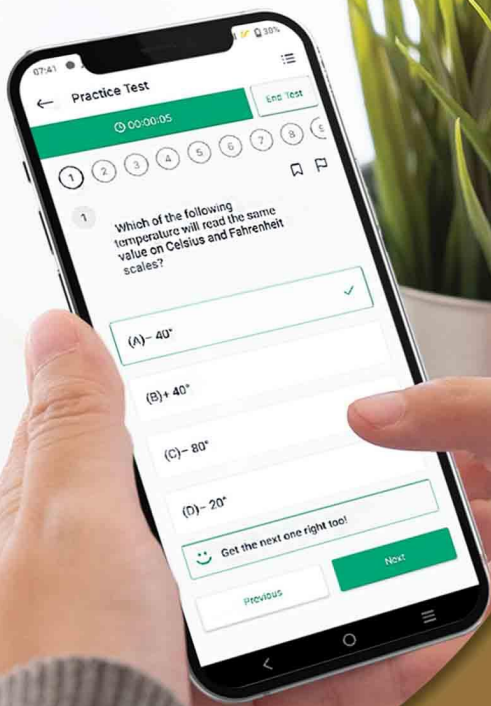 07:41
30%
Practice Test
00:00:05
End Test
1 2 3 4 5 6 7 8 9
1
Which of the following
temperature will read the same
value on Celsius and Fahrenheit
scales?
(A)– 40°
(B)+ 40°
(C)– 80°
(D)– 20°
Get the next one right too!
Previous
Next